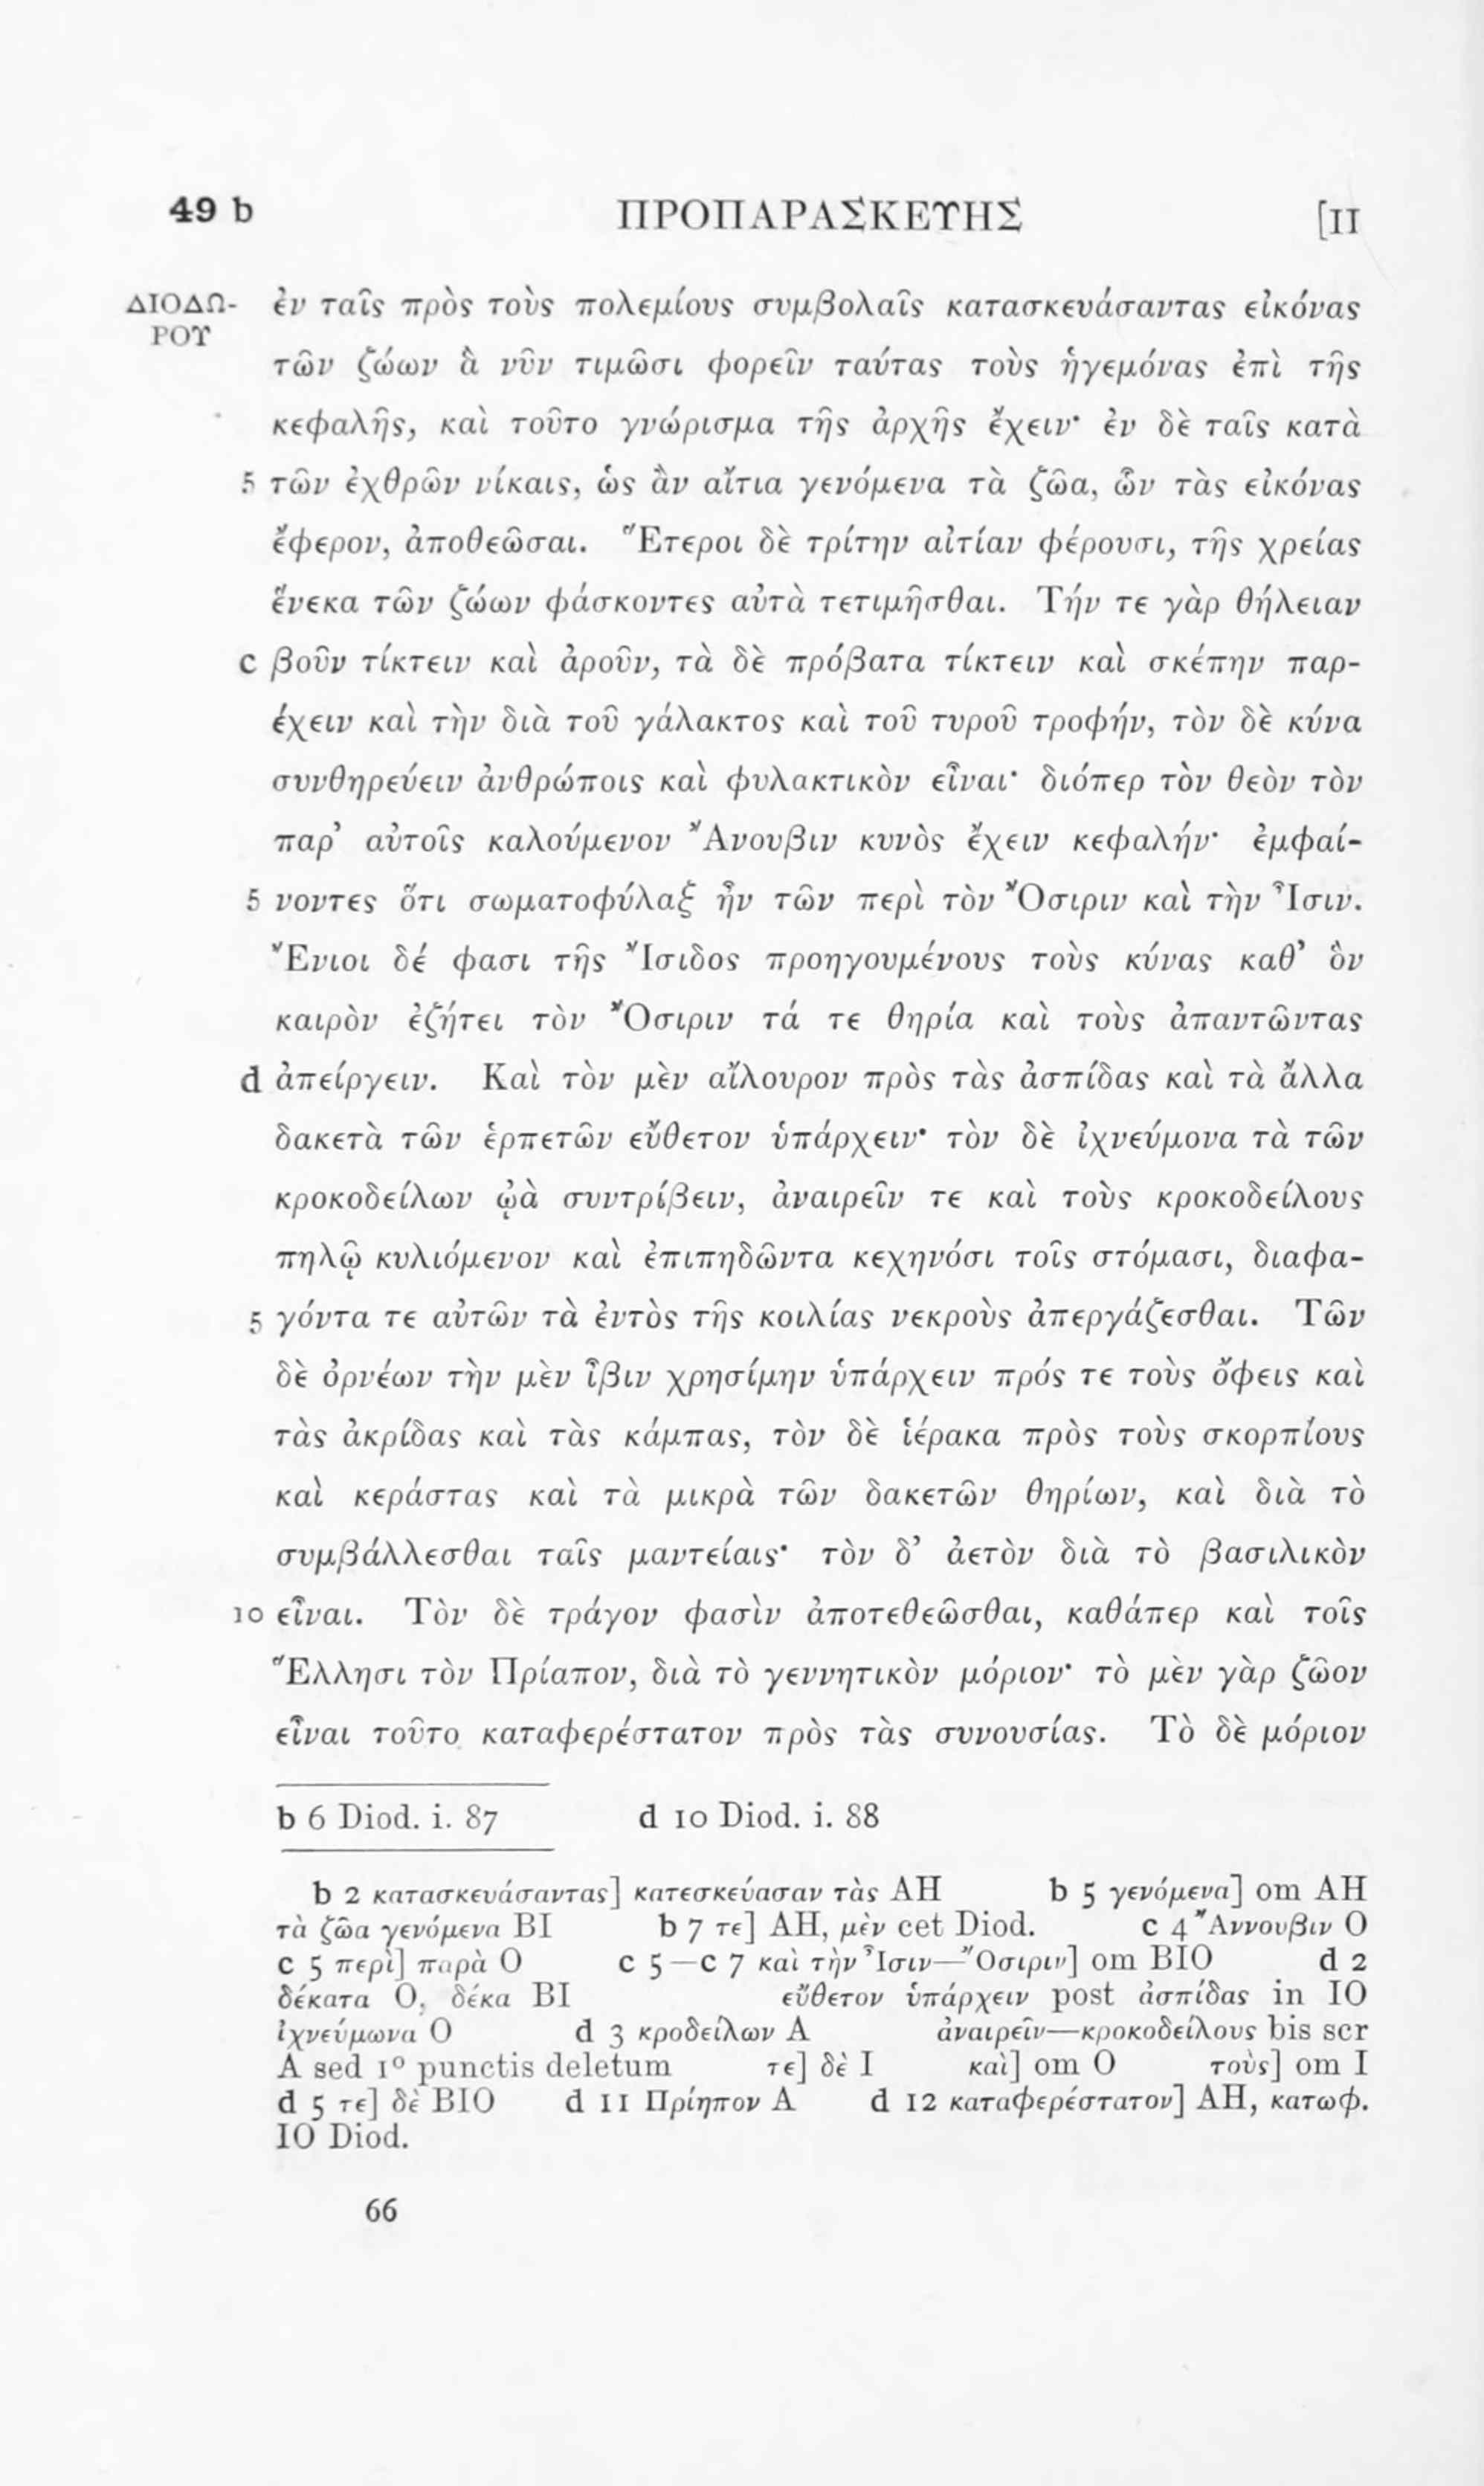 49 b ΠΡΟΠΑΡΑΣΚΕΥΗΣ [II
ΔΙΟΔΩ- ἐν ταῖς πρὸς τοὺς πολεμίους συμβολαῖς κατασκευάσαντας εἰκόνας
ΡΟΥ
τῶν ζώων ἃ νῦν τιμῶσι φορεῖν ταύτας τοὺς ἡγεμόνας ἐπὶ τῆς
κεφαλῆς, καὶ τοῦτο γνώρισμα τῆς ἀρχῆς ἔχειν· ἐν δὲ ταῖς κατὰ
5 τῶν ἐχθρῶν νίκαις, ὡς ἂν αἴτια γενόμενα τὰ ζῶα, ὧν τὰς εἰκόνας
ἔφερον, ἀποθεῶσαι. Ἕτεροι δὲ τρίτην αἰτίαν φέρουσι, τῆς χρείας
ἕνεκα τῶν ζώων φάσκοντες αὐτὰ τετιμῆσθαι. Τήν τε γὰρ θήλειαν
c βοῦν τίκτειν καὶ ἀροῦν, τὰ δὲ πρόβατα τίκτειν καὶ σκέπην παρ-
έχειν καὶ τὴν διὰ τοῦ γάλακτος καὶ τοῦ τυροῦ τροφήν, τὸν δὲ κύνα
συνθηρεύειν ἀνθρώποις καὶ φυλακτικὸν εἶναι· διόπερ τὸν θεὸν τὸν
παρ’ αὐτοῖς καλούμενον Ἄνουβιν κυνὸς ἔχειν κεφαλήν· ἐμφαί-
5 νοντες ὅτι σωματοφύλαξ ἦν τῶν περὶ τὸν Ὄσιριν καὶ τὴν Ἶσιν.
Ἔνιοι δέ φασι τῆς Ἴσιδος προηγουμένους τοὺς κύνας καθ’ ὃν
καιρὸν ἐζήτει τὸν Ὄσιριν τά τε θηρία καὶ τοὺς ἀπαντῶντας
d ἀπείργειν. Καὶ τὸν μὲν αἴλουρον πρὸς τὰς ἀσπίδας καὶ τὰ ἄλλα
δακετὰ τῶν ἑρπετῶν εὔθετον ὑπάρχειν· τὸν δὲ ἰχνεύμονα τὰ τῶν
κροκοδείλων ᾠὰ συντρίβειν, ἀναιρεῖν τε καὶ τοὺς κροκοδείλους
πηλῷ κυλιόμενον καὶ ἐπιπηδῶντα κεχηνόσι τοῖς στόμασι, διαφα-
5 γόντα τε αὐτῶν τὰ ἐντὸς τῆς κοιλίας νεκροὺς ἀπεργάζεσθαι. Τῶν
δὲ ὀρνέων τὴν μὲν ἶβιν χρησίμην ὑπάρχειν πρός τε τοὺς ὄφεις καὶ
τὰς ἀκρίδας καὶ τὰς κάμπας, τὸν δὲ ἱέρακα πρὸς τοὺς σκορπίους
καὶ κεράστας καὶ τὰ μικρὰ τῶν δακετῶν θηρίων, καὶ διὰ τὸ
συμβάλλεσθαι ταῖς μαντείαις· τὸν δ’ ἀετὸν διὰ τὸ βασιλικὸν
10 εἶναι. Τὸν δὲ τράγον φασὶν ἀποτεθεῶσθαι, καθάπερ καὶ τοῖς
Ἕλλησι τὸν Πρίαπον, διὰ τὸ γεννητικὸν μόριον· τὸ μὲν γὰρ ζῶον
εἶναι τοῦτο καταφερέστατον πρὸς τὰς συνουσίας. Τὸ δὲ μόριον
b 6 Diod. i. 87 d 10 Diod. i. 88
b 2 κατασκευάσαντας] κατεσκεύασαν τὰς AH b 5 γενόμενα] om AH
τὰ ζῶα γενόμενα BI b 7 τε] AH, μὲν cet Diod. c 4 Ἄννουβιν O
c 5 περὶ] παρὰ O c 5—c 7 καὶ τὴν Ἶσιν—Ὄσιριν] om BIO d 2
δέκατα O, δέκα BI εὔθετον ὑπάρχειν post ἀσπίδας in IO
ἰχνεύμωνα O d 3 κροδείλων A ἀναιρεῖν—κροκοδείλους bis scr
A sed 1º punctis deletum τε] δὲ I καὶ] om O τοὺς] om I
d 5 τε] δὲ BIO d 11 Πρίηπον A d 12 καταφερέστατον] AH, κατωφ.
IO Diod.
66